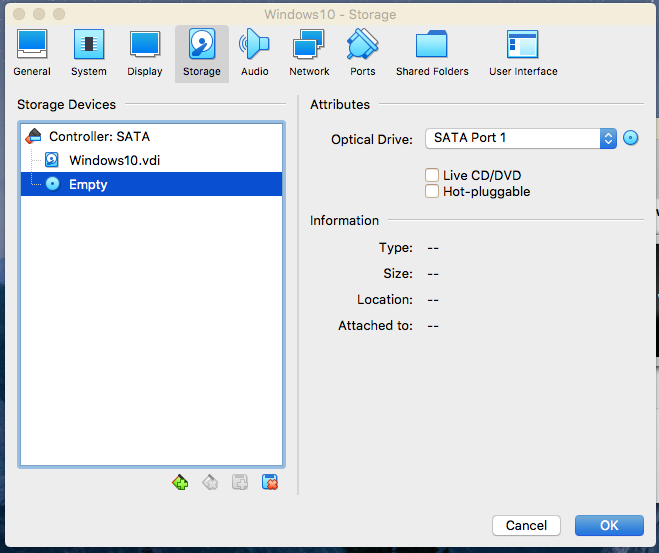 Windows10 - Storage
General System Display Storage Audio Network Ports Shared Folders User Interface
Storage Devices
Controller: SATA
Windows10.vdi
Empty
Attributes
Optical Drive: SATA Port 1
Live CD/DVD
Hot-pluggable
Information
Type: --
Size: --
Location: --
Attached to: --
Cancel OK